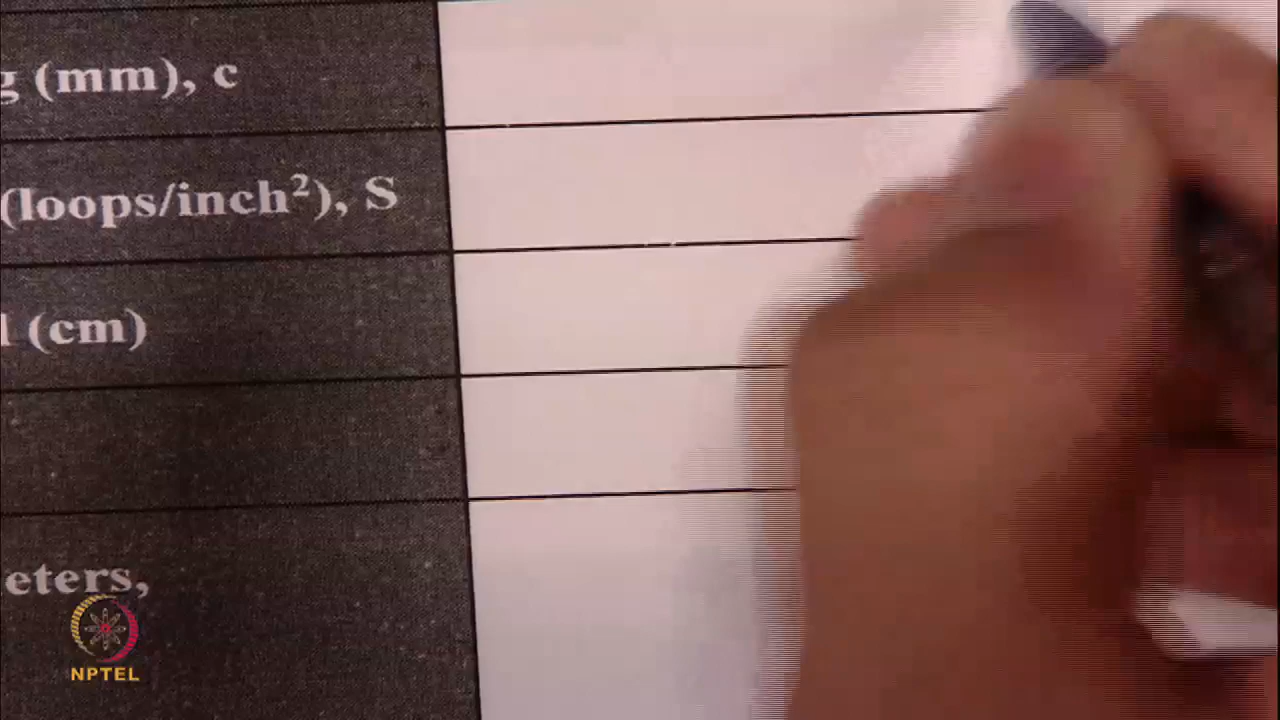 g (mm), c
(loops/inch²), S
l (cm)
eters,
NPTEL